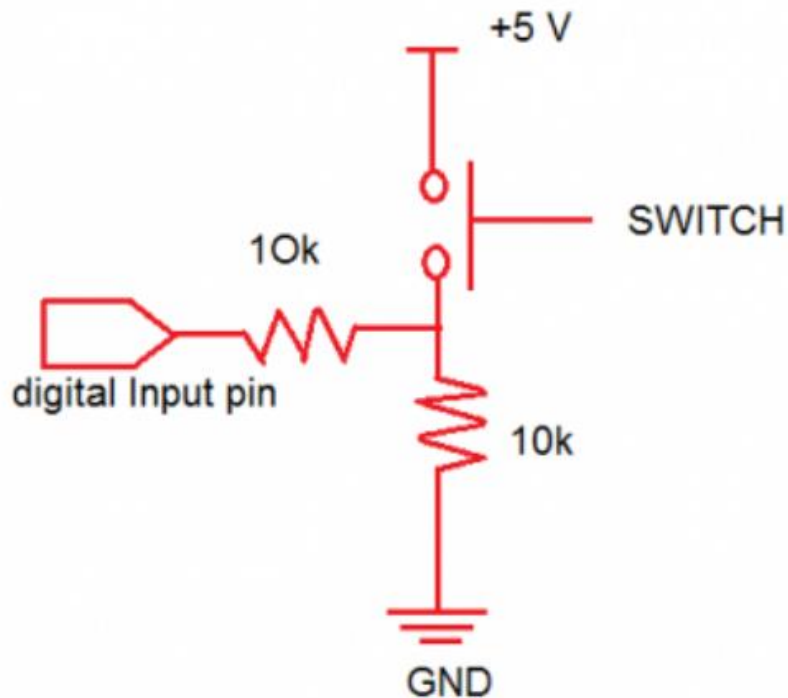 +5 V
SWITCH
1Ok
digital Input pin
10k
GND